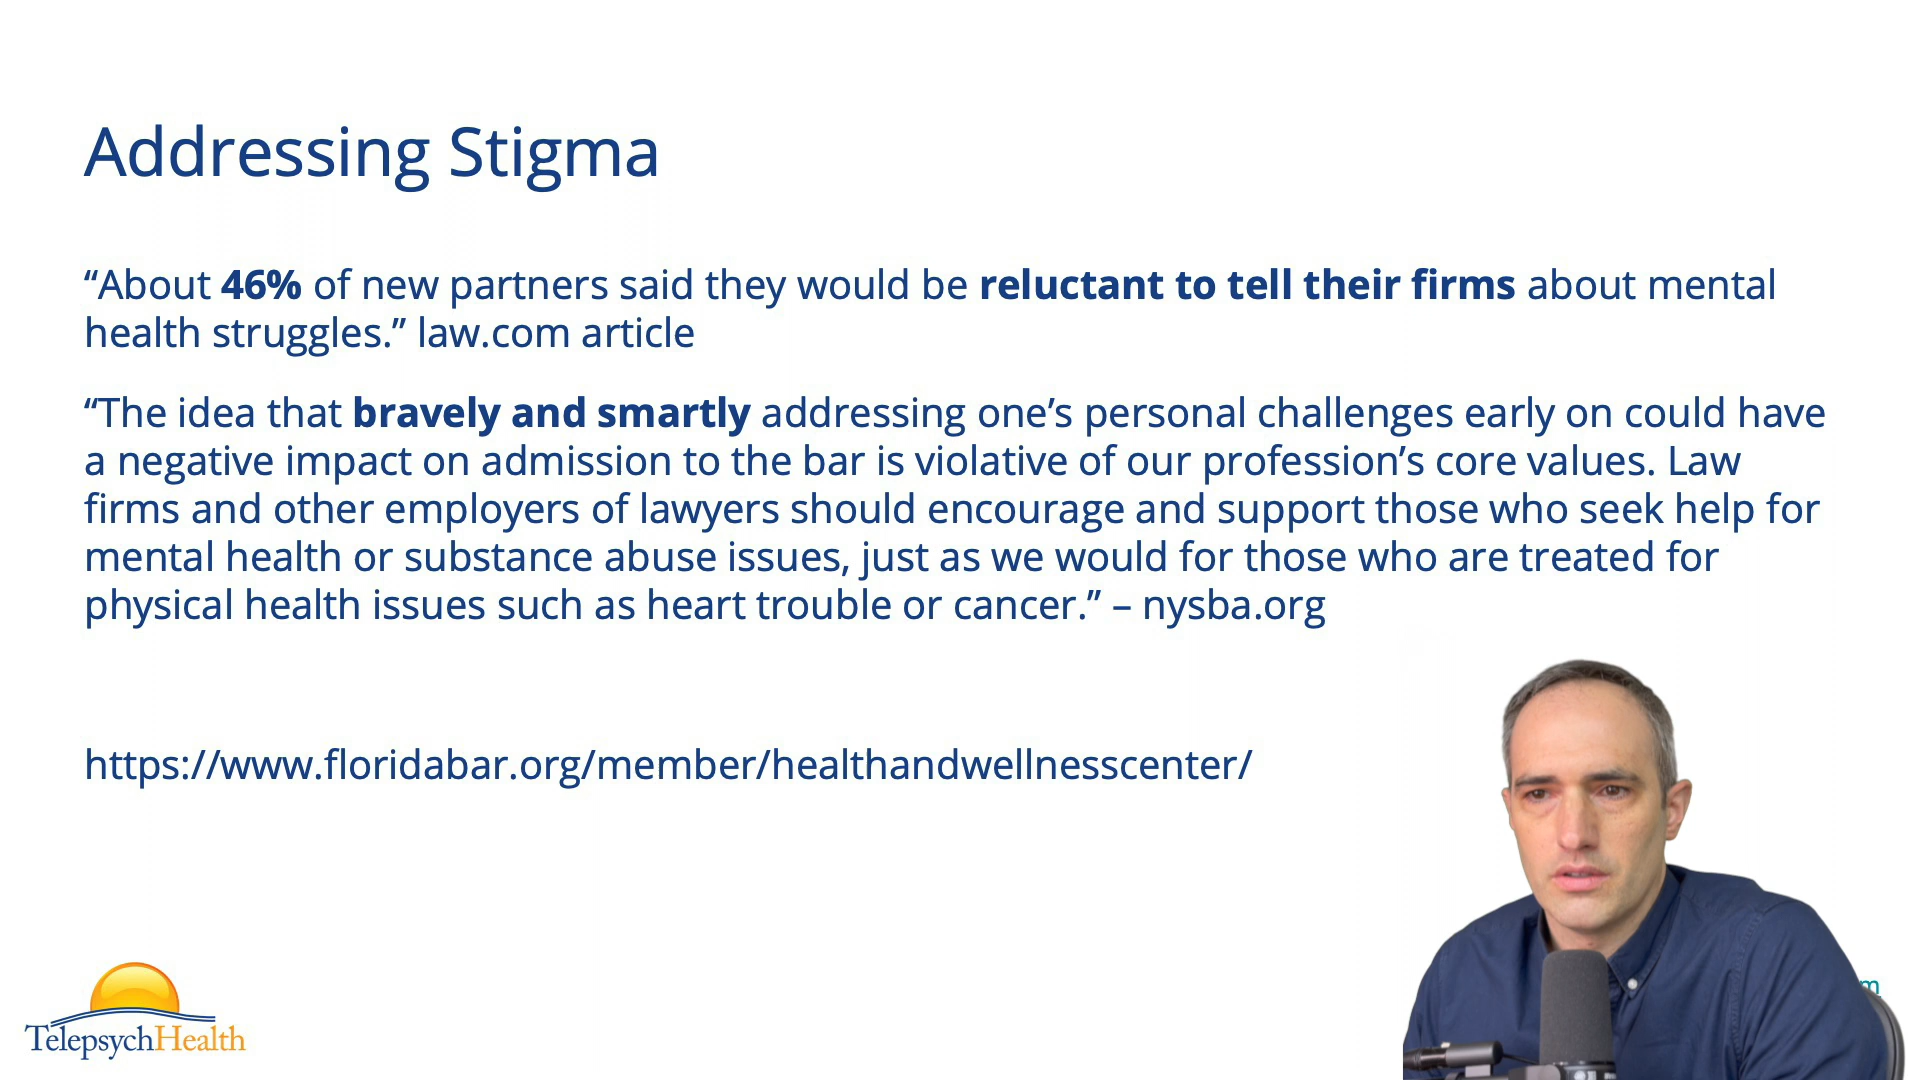 Addressing Stigma
“About 46% of new partners said they would be reluctant to tell their firms about mental
health struggles.” law.com article
“The idea that bravely and smartly addressing one’s personal challenges early on could have
a negative impact on admission to the bar is violative of our profession’s core values. Law
firms and other employers of lawyers should encourage and support those who seek help for
mental health or substance abuse issues, just as we would for those who are treated for
physical health issues such as heart trouble or cancer.” – nysba.org
https://www.floridabar.org/member/healthandwellnesscenter/
TelepsychHealth